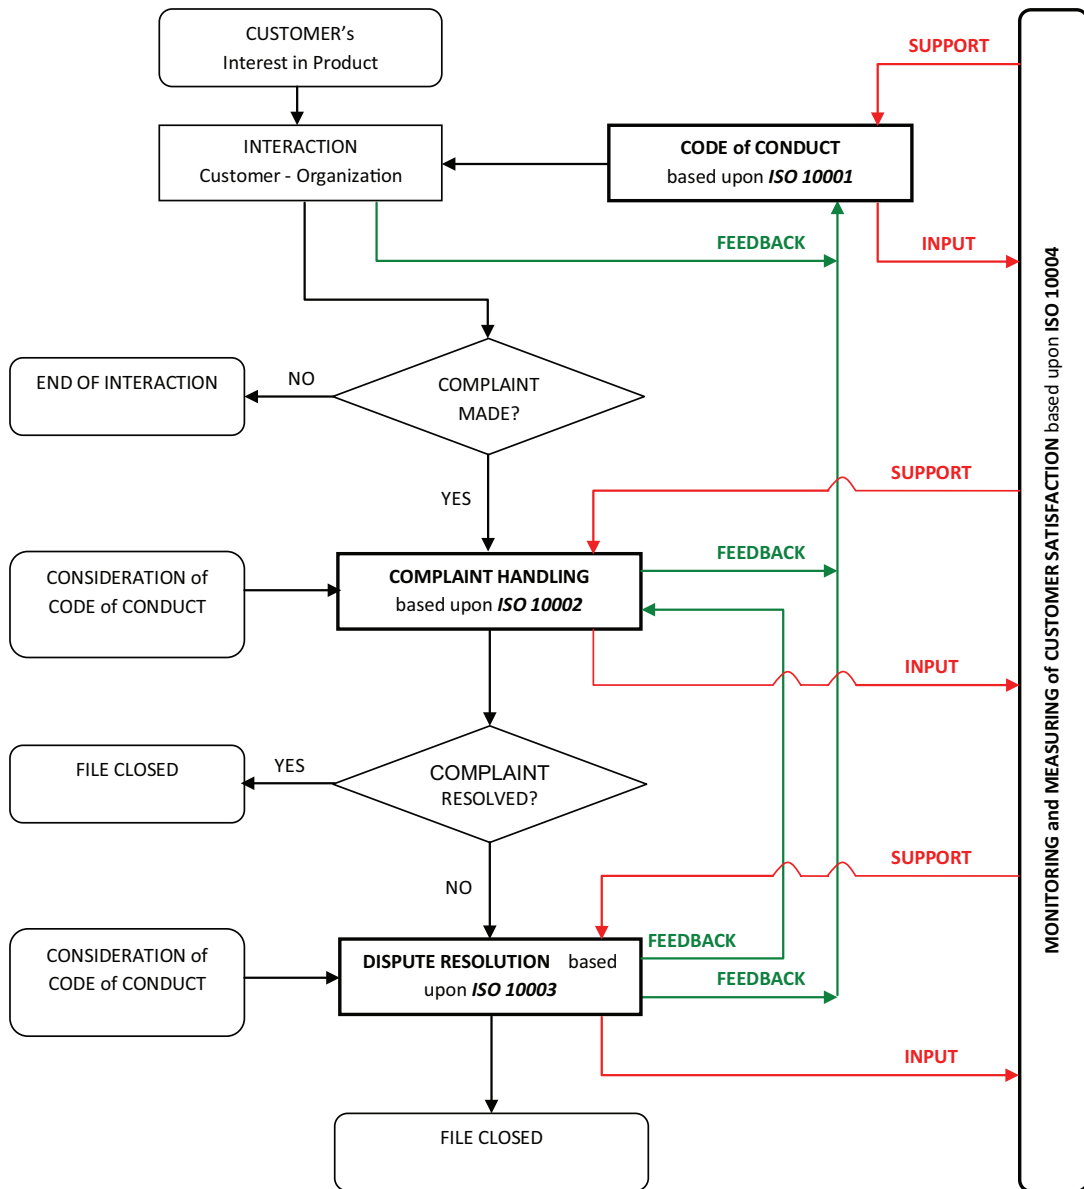 CUSTOMER's
Interest in Product
SUPPORT
INTERACTION
Customer - Organization
CODE of CONDUCT
based upon ISO 10001
FEEDBACK
INPUT
END OF INTERACTION
NO
COMPLAINT
MADE?
YES
SUPPORT
CONSIDERATION of
CODE of CONDUCT
COMPLAINT HANDLING
based upon ISO 10002
FEEDBACK
INPUT
FILE CLOSED
YES
COMPLAINT
RESOLVED?
NO
SUPPORT
CONSIDERATION of
CODE of CONDUCT
DISPUTE RESOLUTION based
upon ISO 10003
FEEDBACK
FEEDBACK
INPUT
FILE CLOSED
MONITORING and MEASURING of CUSTOMER SATISFACTION based upon ISO 10004